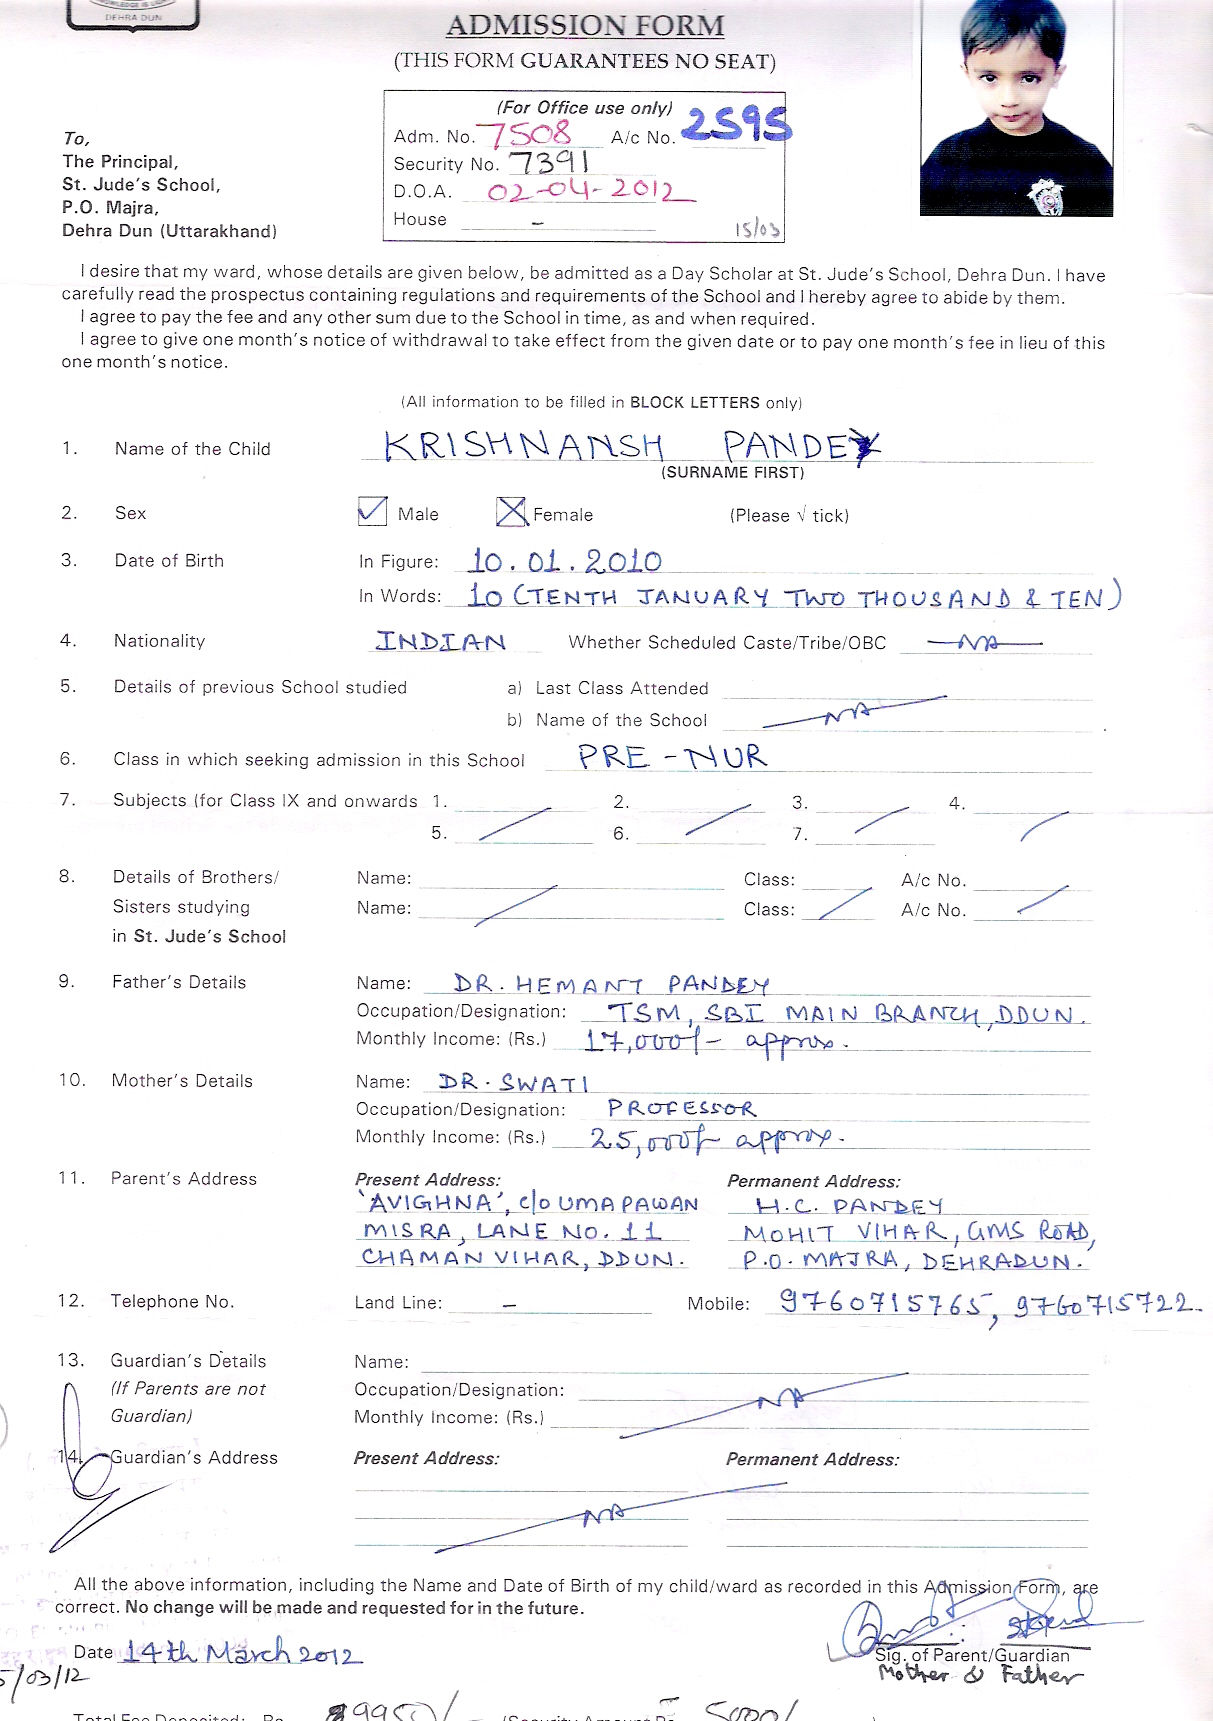 KNOWLEDGE IS LIGHT
DEHRA DUN
ADMISSION FORM
(THIS FORM GUARANTEES NO SEAT)
(For Office use only)
Adm. No. 7508 A/c No. 2595
Security No. 7391
D.O.A. 02-04-2012
House -
15/03
To,
The Principal,
St. Jude's School,
P.O. Majra,
Dehra Dun (Uttarakhand)
I desire that my ward, whose details are given below, be admitted as a Day Scholar at St. Jude's School, Dehra Dun. I have
carefully read the prospectus containing regulations and requirements of the School and I hereby agree to abide by them.
I agree to pay the fee and any other sum due to the School in time, as and when required.
I agree to give one month's notice of withdrawal to take effect from the given date or to pay one month's fee in lieu of this
one month's notice.
(All information to be filled in BLOCK LETTERS only)
1. Name of the Child KRISHNANSH PANDEY
(SURNAME FIRST)
2. Sex Male Female (Please √ tick)
3. Date of Birth In Figure: 10.01.2010
In Words: 10 (TENTH JANUARY TWO THOUSAND & TEN)
4. Nationality INDIAN Whether Scheduled Caste/Tribe/OBC NA
5. Details of previous School studied a) Last Class Attended
b) Name of the School NA
6. Class in which seeking admission in this School PRE-NUR
7. Subjects (for Class IX and onwards 1. 2. 3. 4.
5. 6. 7.
8. Details of Brothers/ Name: Class: A/c No.
Sisters studying Name: Class: A/c No.
in St. Jude's School
9. Father's Details Name: DR. HEMANT PANDEY
Occupation/Designation: TSM, SBI MAIN BRANCH, DDUN.
Monthly Income: (Rs.) 17,000/- approx.
10. Mother's Details Name: DR. SWATI
Occupation/Designation: PROFESSOR
Monthly Income: (Rs.) 25,000/- approx.
11. Parent's Address Present Address: Permanent Address:
'AVIGHNA', C/O UMA PAWAN H.C. PANDEY
MISRA, LANE NO. 11 MOHIT VIHAR, GMS ROAD,
CHAMAN VIHAR, DDUN. P.O. MAJRA, DEHRADUN.
12. Telephone No. Land Line: - Mobile: 9760715765, 9760715722.
13. Guardian's Details Name:
(If Parents are not Occupation/Designation: NA
Guardian) Monthly Income: (Rs.)
14. Guardian's Address Present Address: Permanent Address:
NA
All the above information, including the Name and Date of Birth of my child/ward as recorded in this Admission Form, are
correct. No change will be made and requested for in the future.
Date 14th March 2012
Sig. of Parent/Guardian
5/03/12 Mother & Father
Total Fee Deposited: Rs. 9950/- (Security Amount Rs. 5000/ )